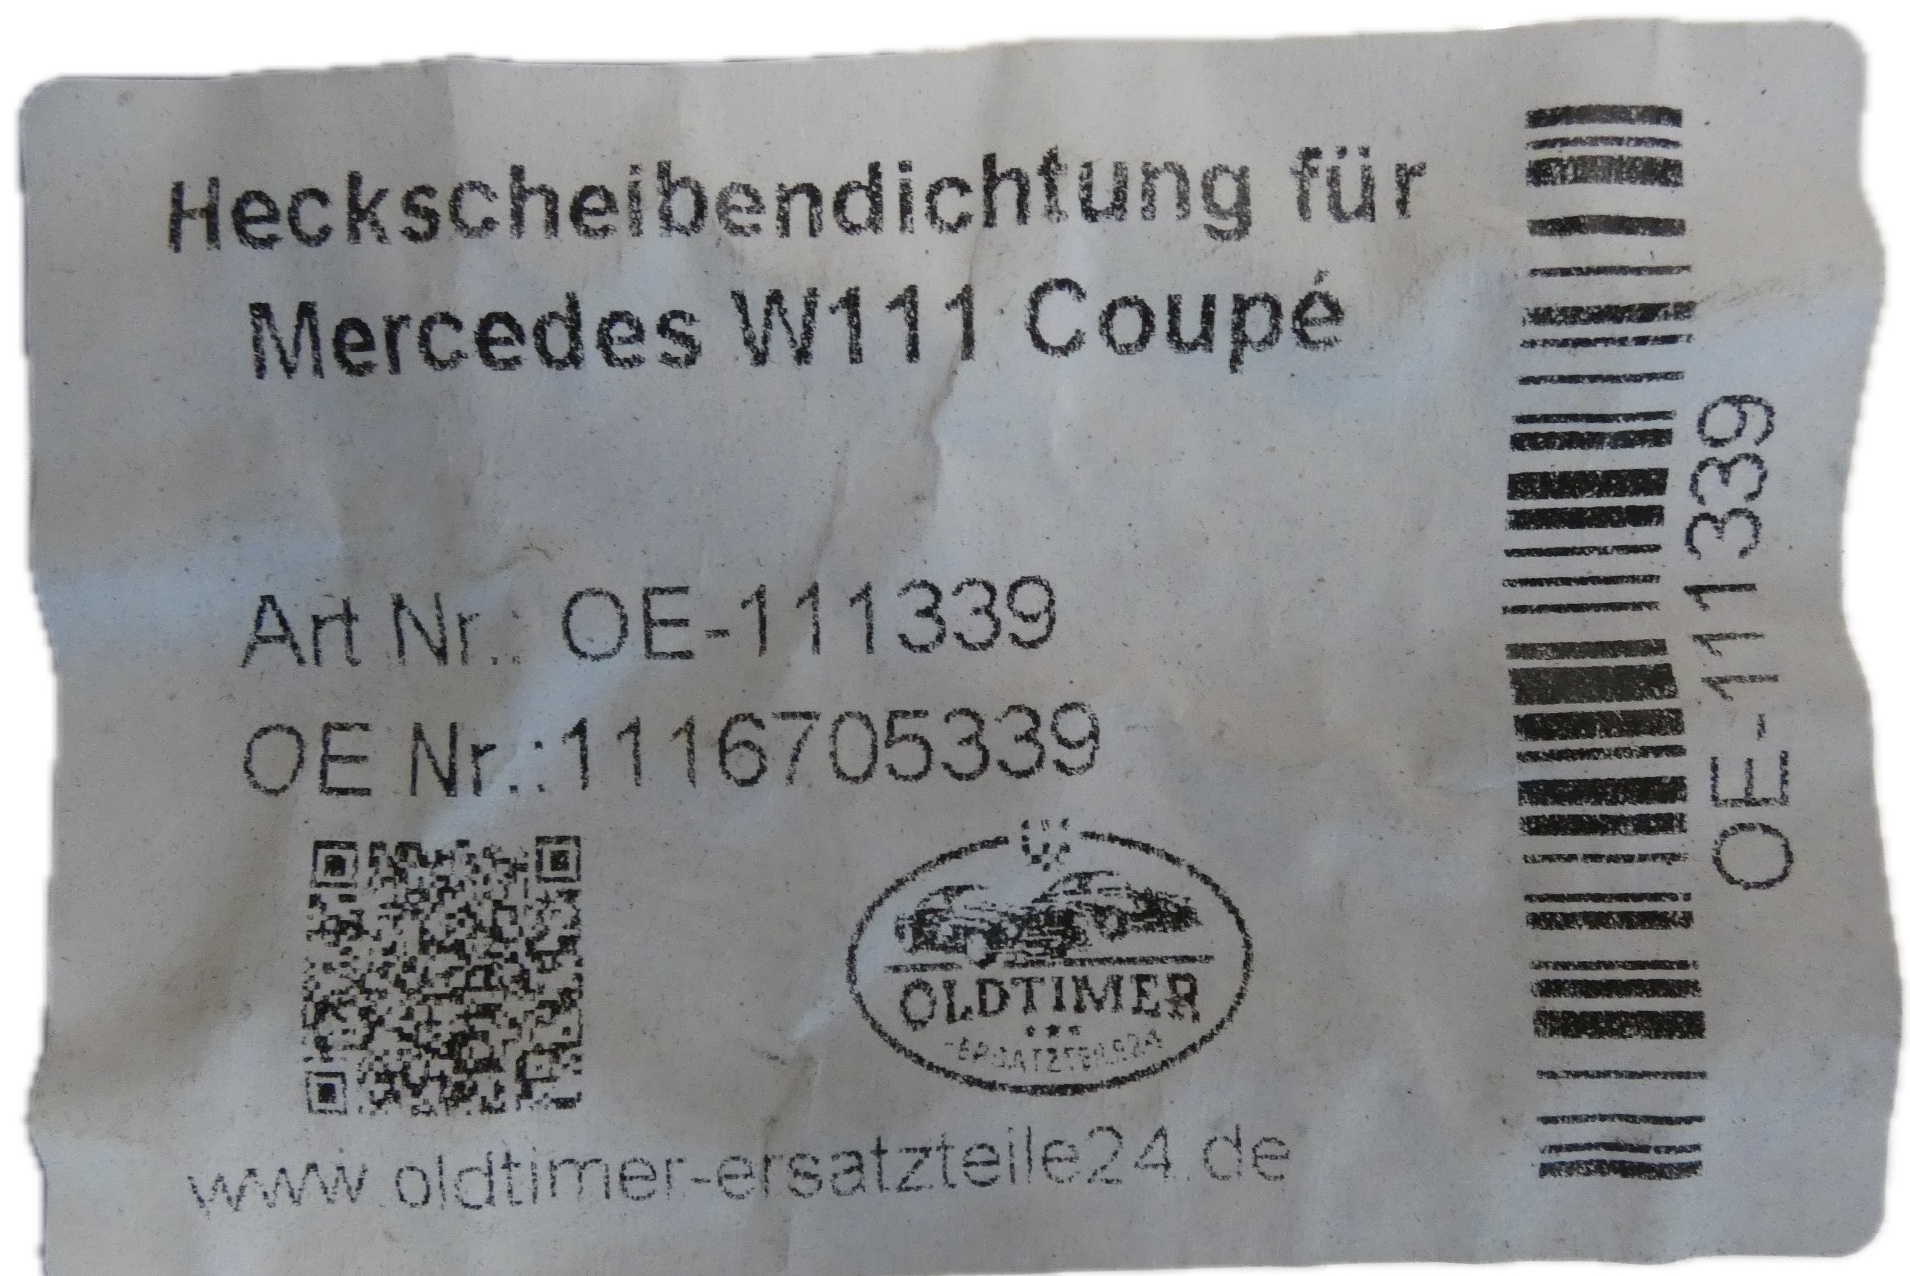 Heckscheibendichtung für
Mercedes W111 Coupé
Art Nr.: OE-111339
OE Nr.:1116705339
OLDTIMER
www.oldtimer-ersatzteile24.de
OE-111339